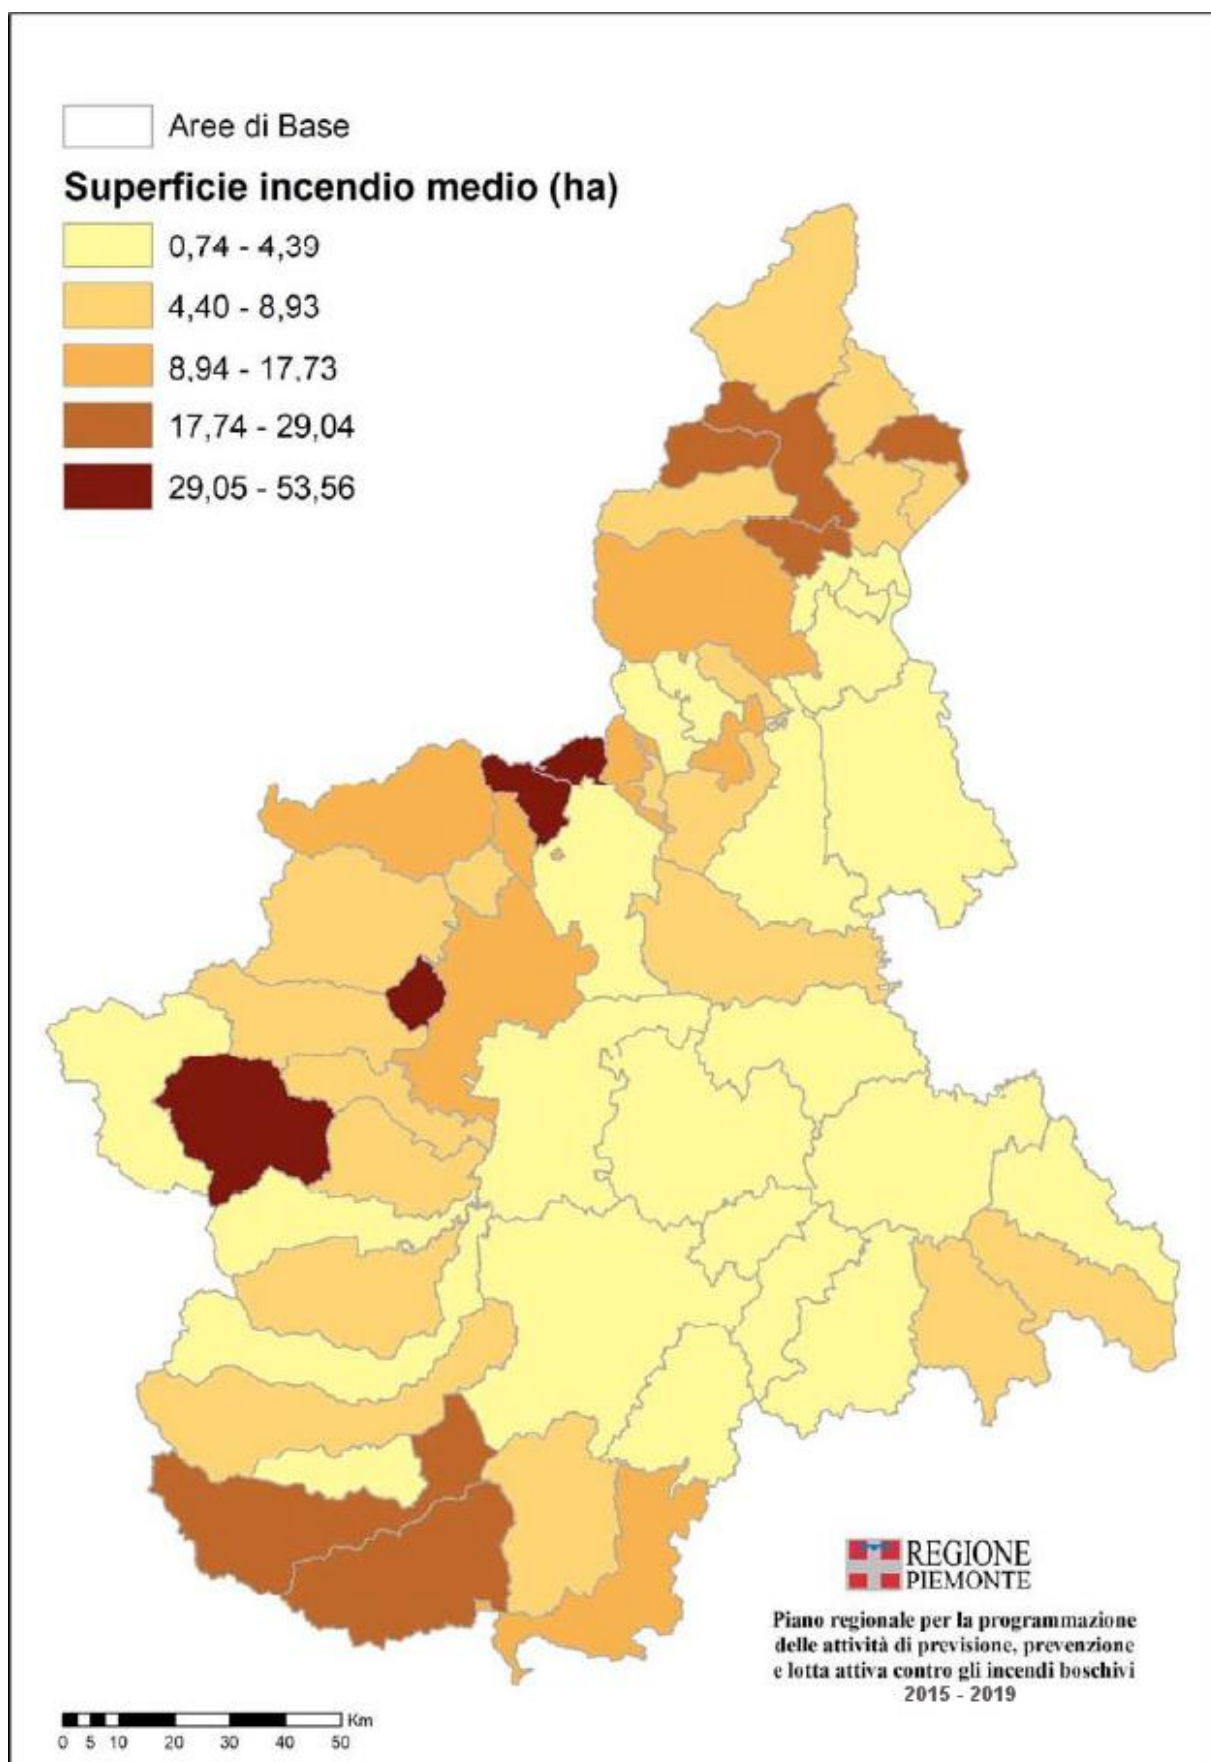 Aree di Base
Superficie incendio medio (ha)
0,74 - 4,39
4,40 - 8,93
8,94 - 17,73
17,74 - 29,04
29,05 - 53,56
REGIONE
PIEMONTE
Piano regionale per la programmazione
delle attività di previsione, prevenzione
e lotta attiva contro gli incendi boschivi
2015 - 2019
Km
0 5 10 20 30 40 50